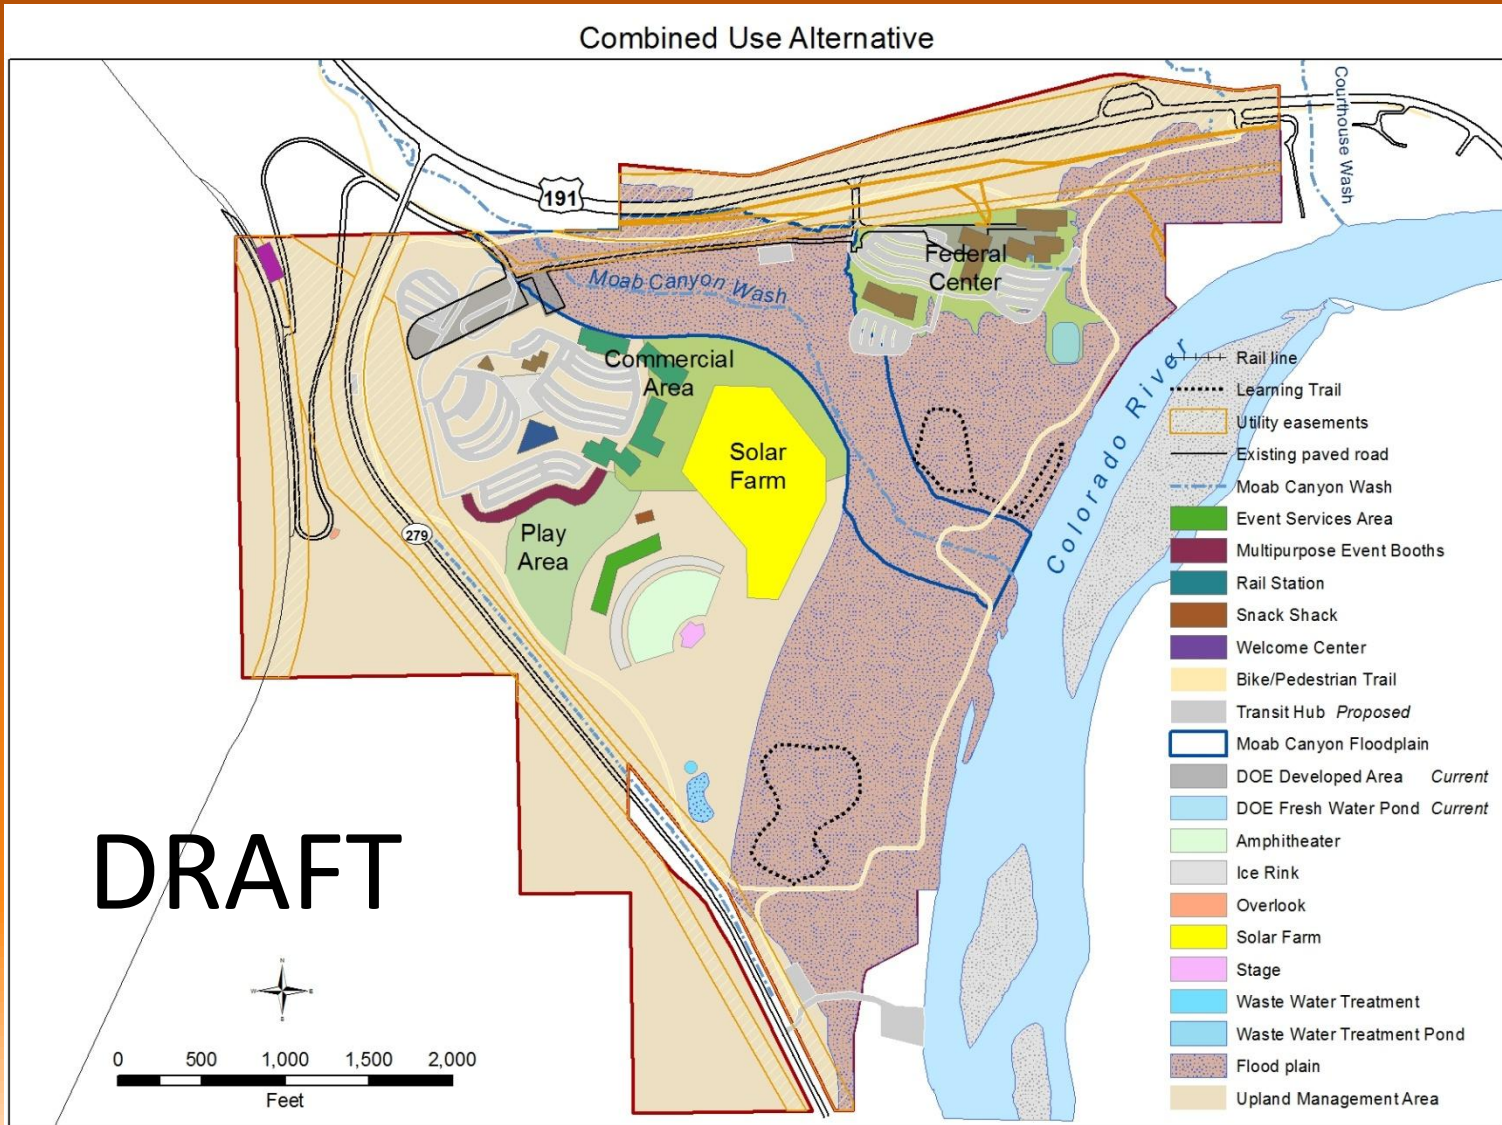 Combined Use Alternative
Courthouse Wash
191
Federal
Center
Moab Canyon Wash
Commercial
Area
Solar
Farm
Play
Area
279
Colorado River
DRAFT
N
W E
S
0 500 1,000 1,500 2,000
Feet
Rail line
Learning Trail
Utility easements
Existing paved road
Moab Canyon Wash
Event Services Area
Multipurpose Event Booths
Rail Station
Snack Shack
Welcome Center
Bike/Pedestrian Trail
Transit Hub Proposed
Moab Canyon Floodplain
DOE Developed Area Current
DOE Fresh Water Pond Current
Amphitheater
Ice Rink
Overlook
Solar Farm
Stage
Waste Water Treatment
Waste Water Treatment Pond
Flood plain
Upland Management Area